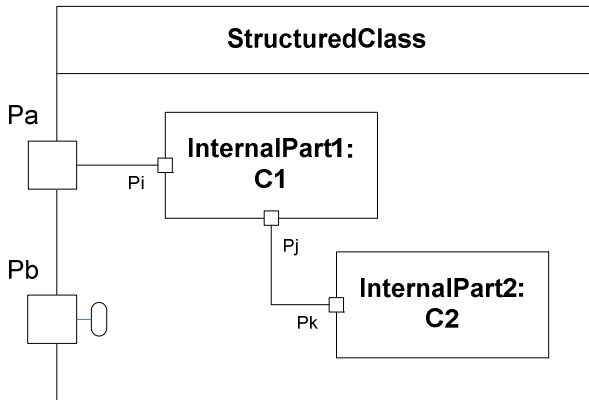 StructuredClass
Pa
InternalPart1:
C1
Pi
Pj
Pb
InternalPart2:
C2
Pk